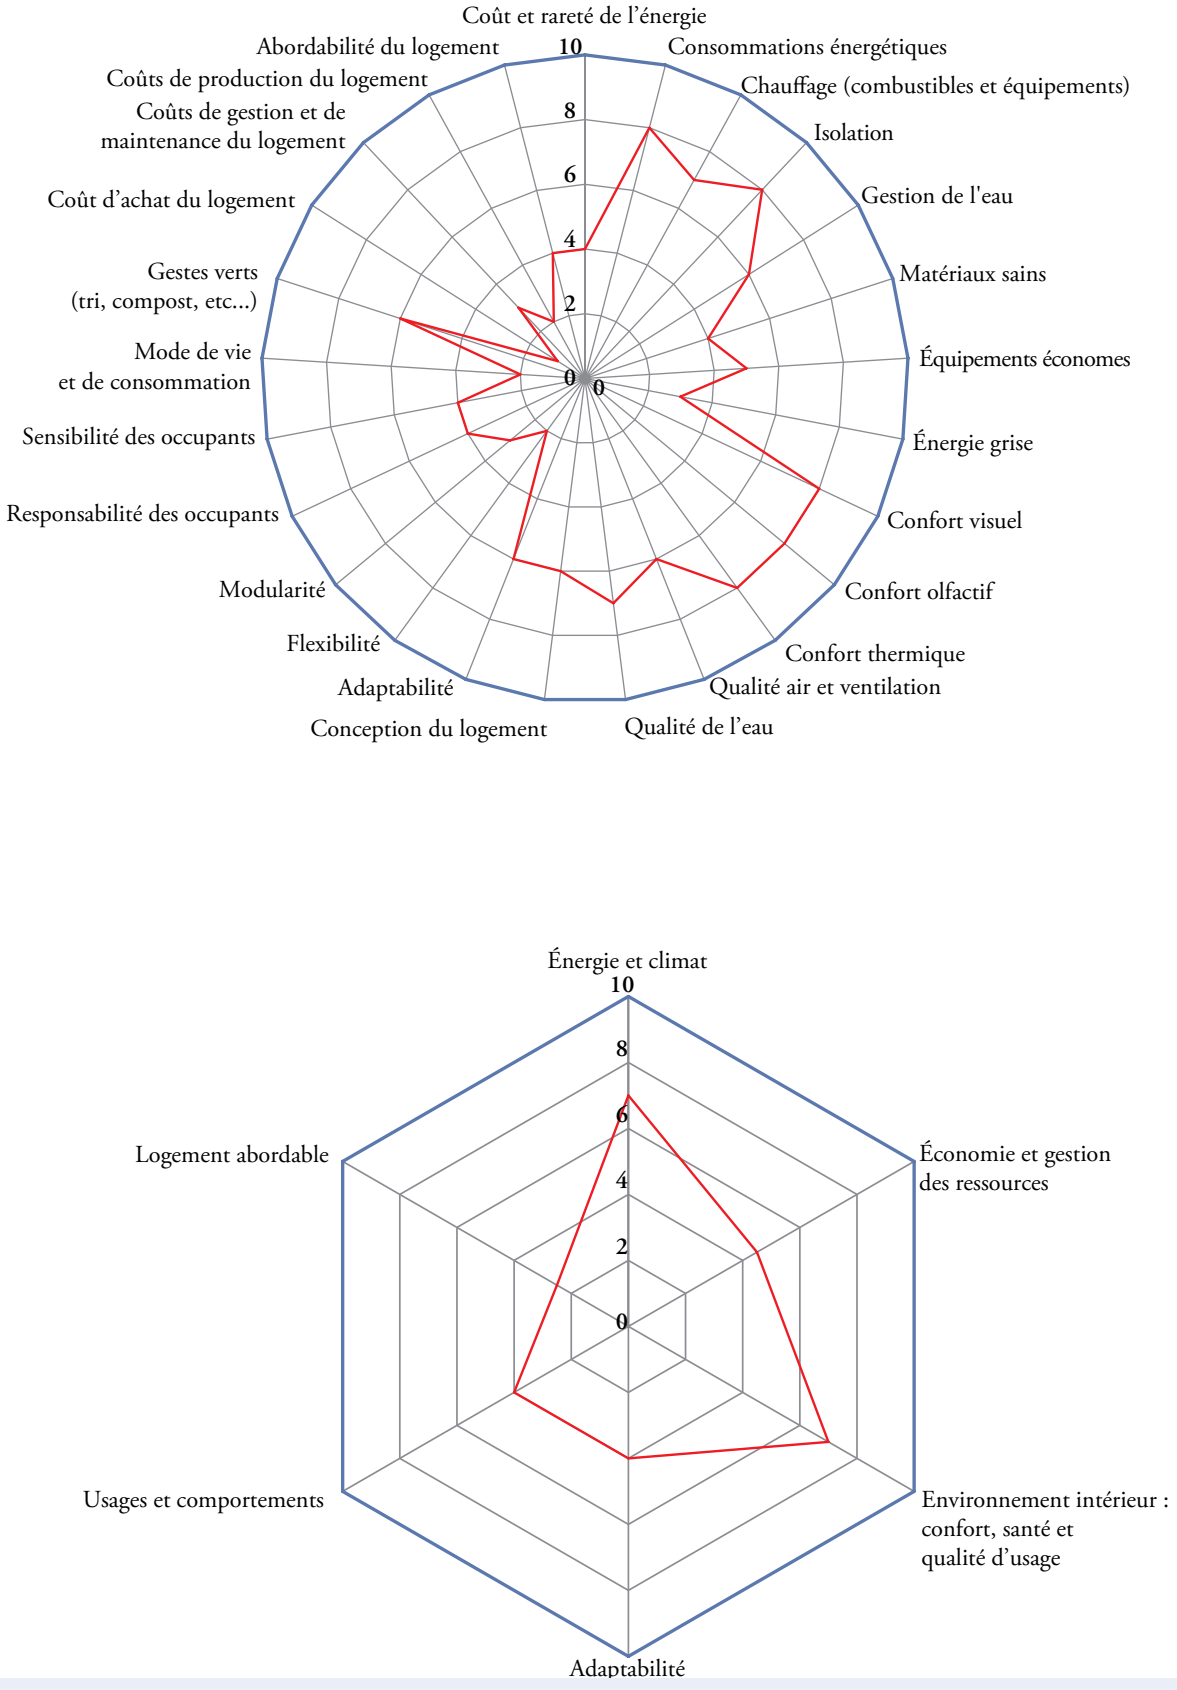 Coût et rareté de l’énergie
Abordabilité du logement
10
Consommations énergétiques
Coûts de production du logement
Chauffage (combustibles et équipements)
Coûts de gestion et de
maintenance du logement
8
Isolation
6
Coût d’achat du logement
Gestion de l'eau
4
Gestes verts
(tri, compost, etc...)
Matériaux sains
2
Mode de vie
et de consommation
Équipements économes
0
0
Sensibilité des occupants
Énergie grise
Responsabilité des occupants
Confort visuel
Modularité
Confort olfactif
Flexibilité
Confort thermique
Adaptabilité
Qualité air et ventilation
Conception du logement
Qualité de l’eau
Énergie et climat
10
8
6
Logement abordable
Économie et gestion
des ressources
4
2
0
Usages et comportements
Environnement intérieur :
confort, santé et
qualité d’usage
Adaptabilité